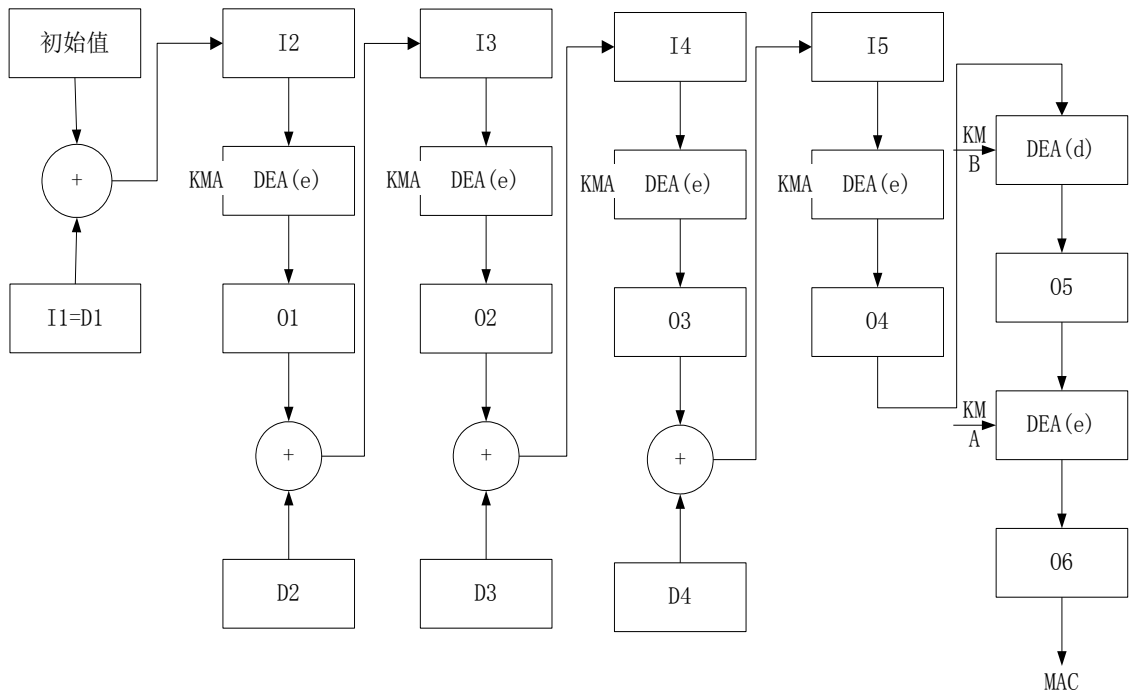 初始值
I2
I3
I4
I5
+
KMA
DEA(e)
KMA
DEA(e)
KMA
DEA(e)
KMA
DEA(e)
KM
B
DEA(d)
I1=D1
O1
O2
O3
O4
O5
+
+
+
KM
A
DEA(e)
D2
D3
D4
O6
MAC